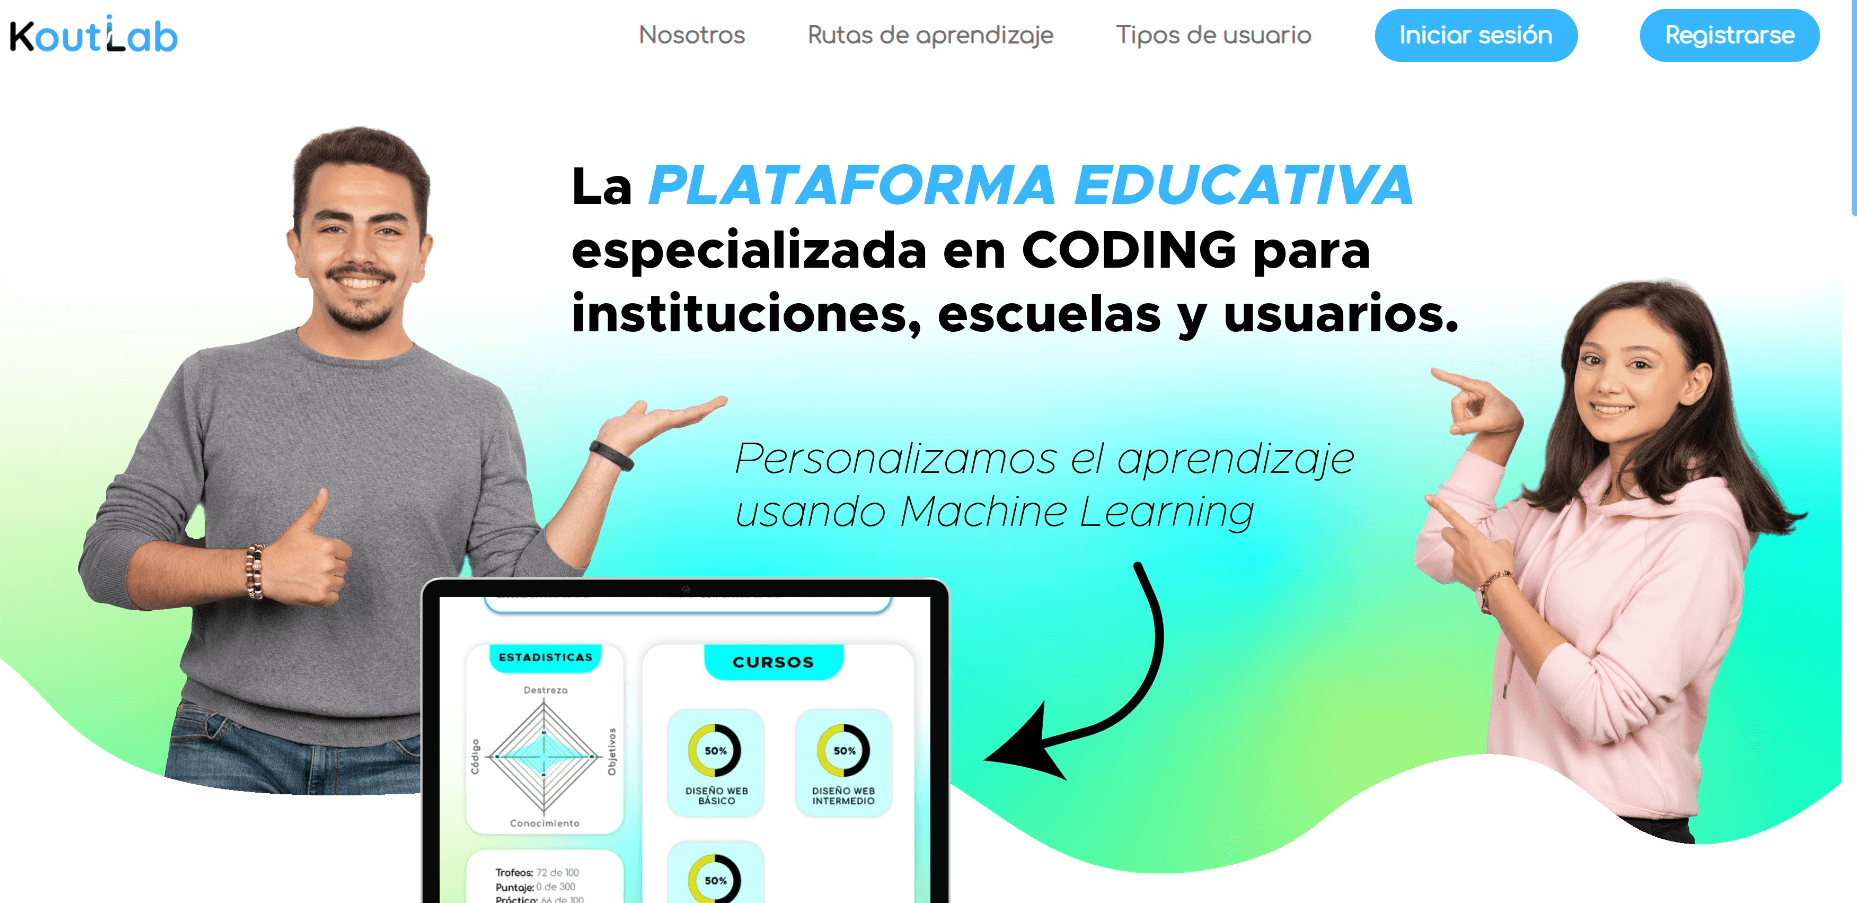 KoutiLab
Nosotros
Rutas de aprendizaje
Tipos de usuario
Iniciar sesión
Registrarse
La PLATAFORMA EDUCATIVA
especializada en CODING para
instituciones, escuelas y usuarios.
Personalizamos el aprendizaje
usando Machine Learning
ESTADISTICAS
Destreza
Código
Objetivos
Conocimiento
CURSOS
50%
DISEÑO WEB
BÁSICO
50%
DISEÑO WEB
INTERMEDIO
50%
Trofeos: 72 de 100
Puntaje: 0 de 300
Práctico: 66 de 100